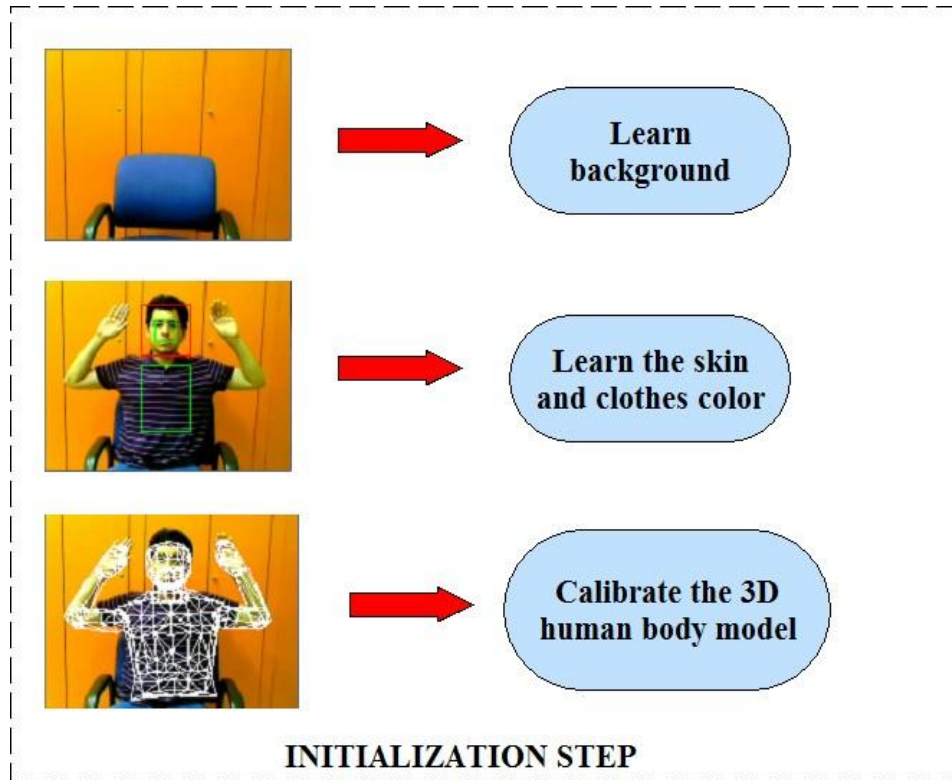 Learn
background
Learn the skin
and clothes color
Calibrate the 3D
human body model
INITIALIZATION STEP